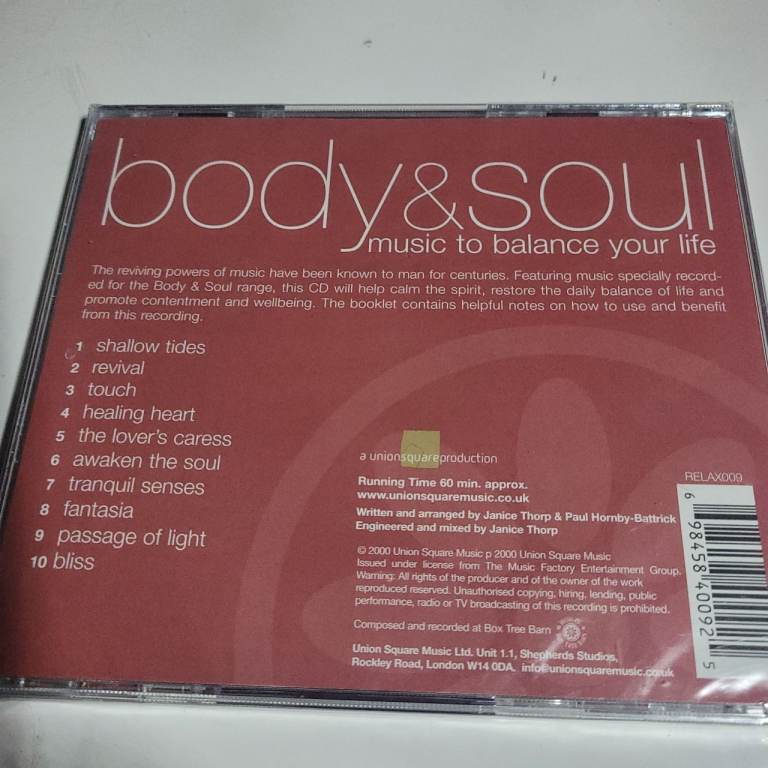 body&soul
music to balance your life
The reviving powers of music have been known to man for centuries. Featuring music specially record-
ed for the Body & Soul range, this CD will help calm the spirit, restore the daily balance of life and
promote contentment and wellbeing. The booklet contains helpful notes on how to use and benefit
from this recording.
1 shallow tides
2 revival
3 touch
4 healing heart
5 the lover's caress
6 awaken the soul
7 tranquil senses
8 fantasia
9 passage of light
10 bliss
a unionsquareproduction
Running Time 60 min. approx.
www.unionsquaremusic.co.uk
Written and arranged by Janice Thorp & Paul Hornby-Battrick
Engineered and mixed by Janice Thorp
© 2000 Union Square Music p 2000 Union Square Music
Issued under license from The Music Factory Entertainment Group.
Warning: All rights of the producer and of the owner of the work
reproduced reserved. Unauthorised copying, hiring, lending, public
performance, radio or TV broadcasting of this recording is prohibited.
Composed and recorded at Box Tree Barn
Union Square Music Ltd. Unit 1.1, Shepherds Studios,
Rockley Road, London W14 0DA. info@unionsquaremusic.co.uk
RELAX009
6 98458 40092 5